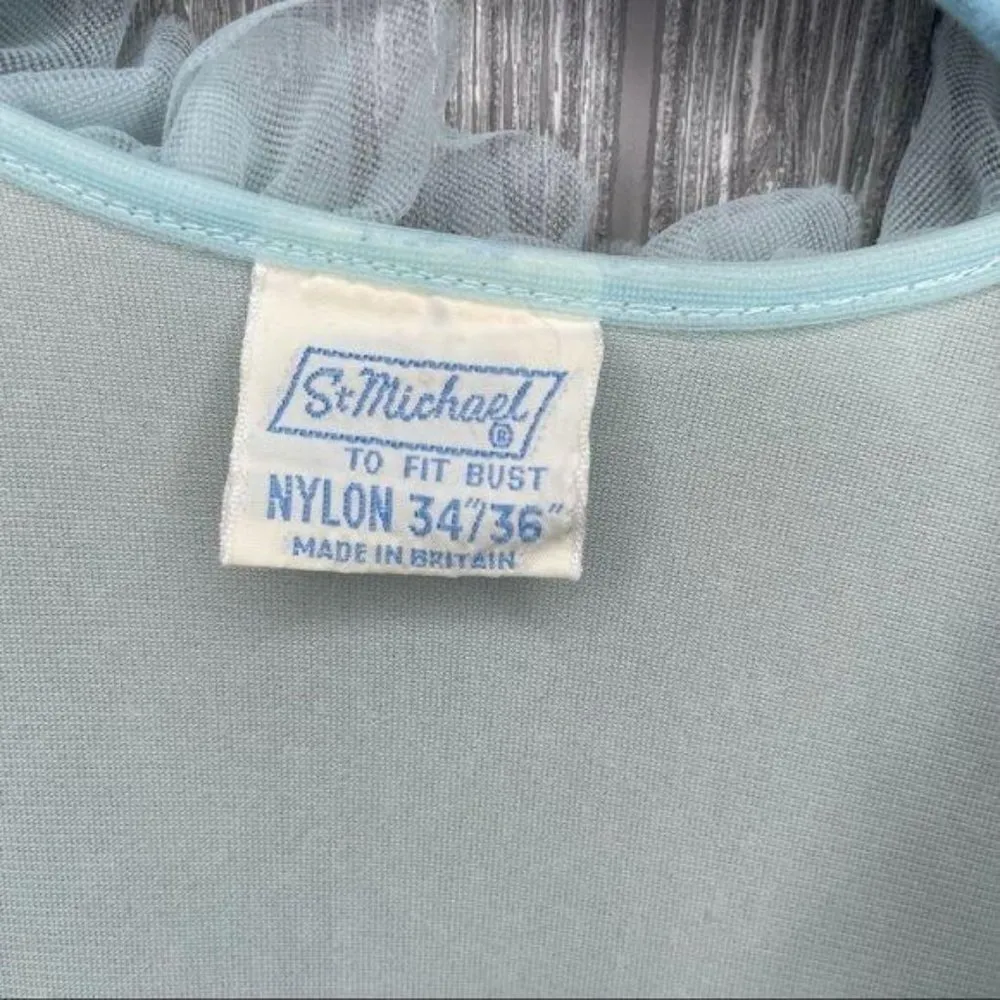 St Michael ®
TO FIT BUST
NYLON 34"/36"
MADE IN BRITAIN